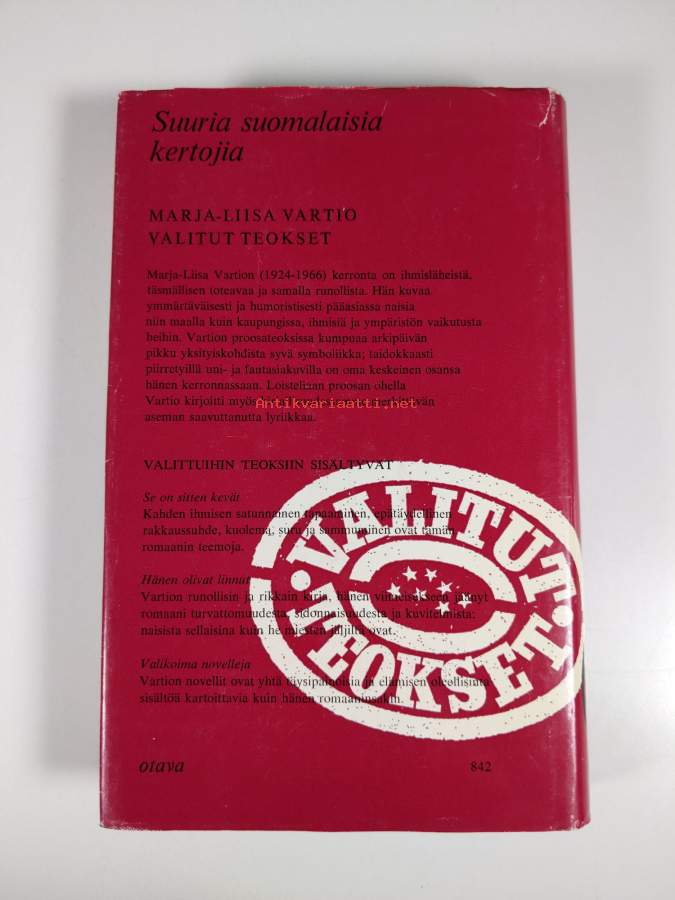 Suuria suomalaisia
kertojia
MARJA-LIISA VARTIO
VALITUT TEOKSET
Marja-Liisa Vartion (1924-1966) kerronta on ihmisläheistä,
täsmällisen toteavaa ja samalla runollista. Hän kuvaa
ymmärtäväisesti ja humoristisesti pääasiassa naisia
niin maalla kuin kaupungissa, ihmisiä ja ympäristön vaikutusta
heihin. Vartion proosateoksissa kumpuaa arkipäivän
pikku yksityiskohdista syvä symboliikka; taidokkaasti
piirretyillä uni- ja fantasiakuvilla on oma keskeinen osansa
hänen kerronnassaan. Loisteliaan proosan ohella
Vartio kirjoitti myös
Antikvariaatti.net
aseman saavuttanutta lyriikkaa.
VALITTUIHIN TEOKSIIN SISÄLTYVÄT
Se on sitten kevät
Kahden ihmisen satunnainen tapaaminen, epätäydellinen
rakkaussuhde, kuolema, suru ja sammuminen ovat tämän
romaanin teemoja.
Hänen olivat linnut
Vartion runollisin ja rikkain kirja, hänen viimeisekseen jäänyt
romaani turvattomuudesta, sidonnaisuudesta ja kuvitelmista:
naisista sellaisina kuin he miesten jäljiltä ovat.
Valikoima novelleja
Vartion novellit ovat yhtä täysipainoisia ja elämisen oleellisinta
sisältöä kartoittavia kuin hänen romaaninsakin.
VALITUT
TEOKSET
otava
842